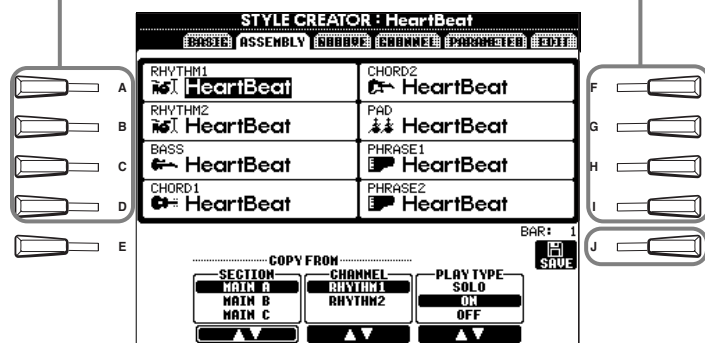 STYLE CREATOR : HeartBeat
BASIC ASSEMBLY GROOVE CHANNEL PARAMETER EDIT
RHYTHM1
HeartBeat
CHORD2
HeartBeat
RHYTHM2
HeartBeat
PAD
HeartBeat
BASS
HeartBeat
PHRASE1
HeartBeat
CHORD1
HeartBeat
PHRASE2
HeartBeat
A
B
C
D
E
F
G
H
I
J
BAR: 1
SAVE
COPY FROM
SECTION
MAIN A
MAIN B
MAIN C
CHANNEL
RHYTHM1
RHYTHM2
PLAY TYPE
SOLO
ON
OFF